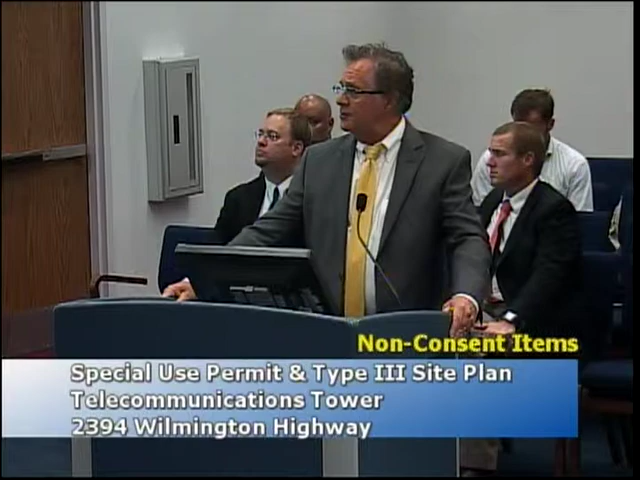 Non-Consent Items
Special Use Permit & Type III Site Plan
Telecommunications Tower
2394 Wilmington Highway